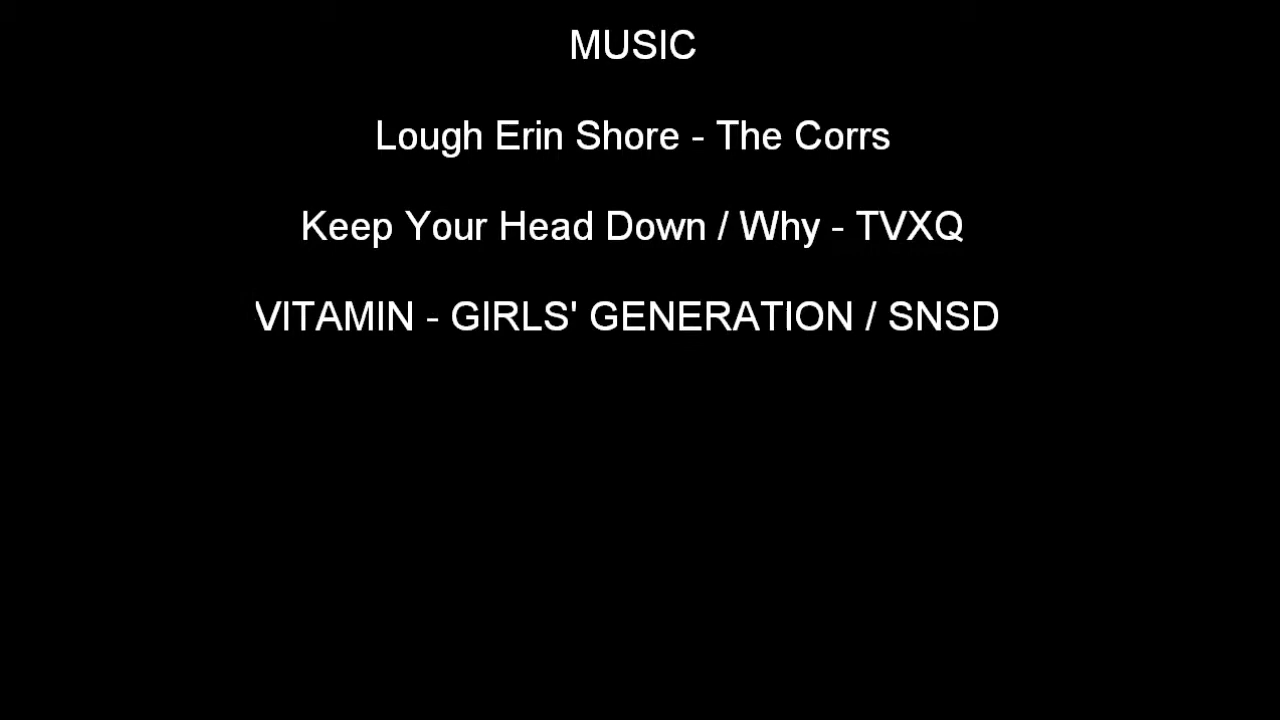 MUSIC
Lough Erin Shore - The Corrs
Keep Your Head Down / Why - TVXQ
VITAMIN - GIRLS' GENERATION / SNSD